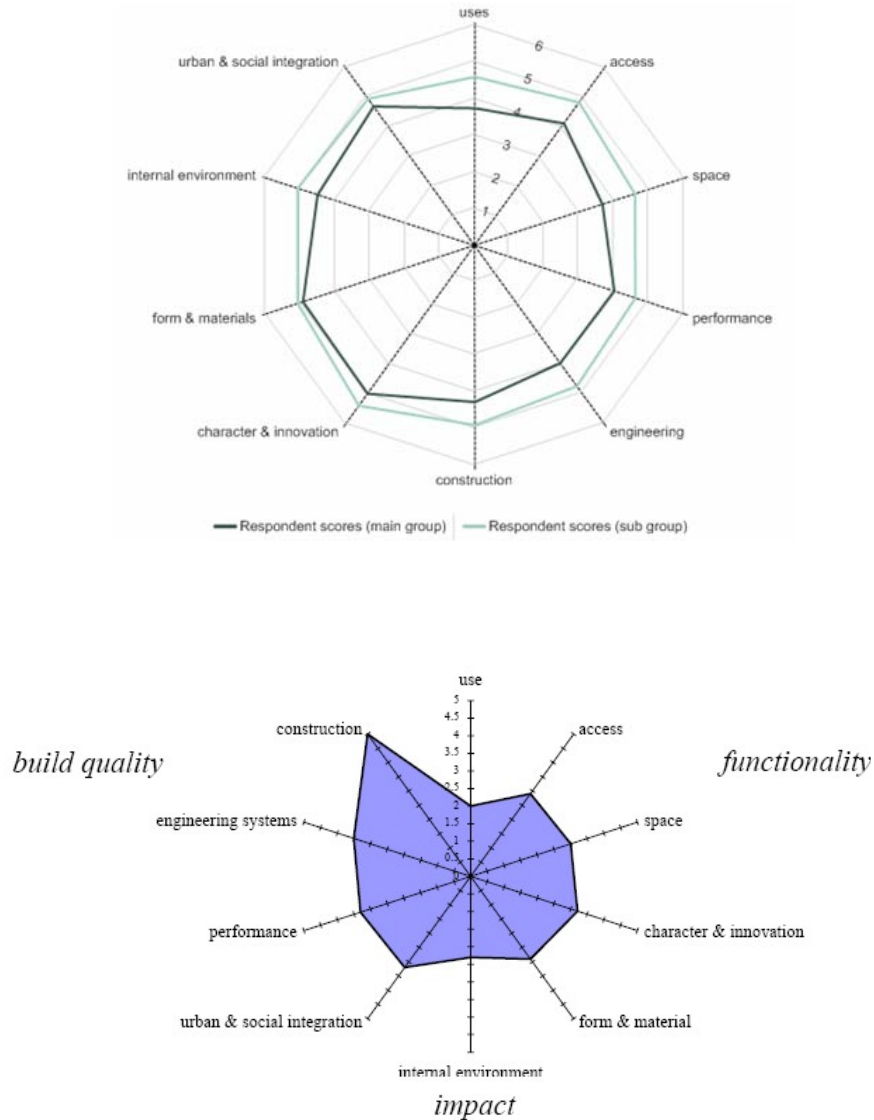 uses
6
urban & social integration
access
5
4
3
internal environment
space
2
1
form & materials
performance
character & innovation
engineering
construction
Respondent scores (main group)
Respondent scores (sub group)
use
5
construction
4.5
access
4
build quality
functionality
3.5
3
2.5
engineering systems
space
2
1.5
1
0.5
0
performance
character & innovation
urban & social integration
form & material
internal environment
impact